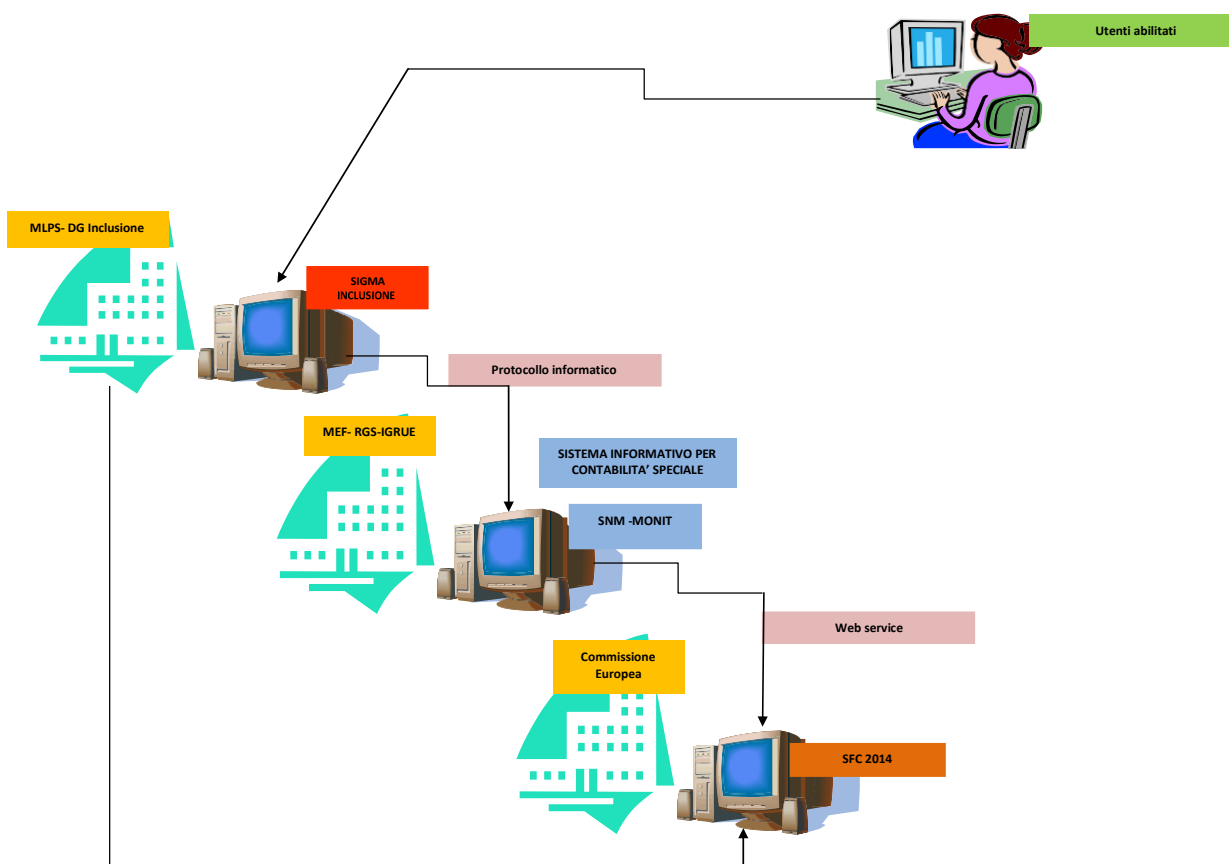 Utenti abilitati
MLPS- DG Inclusione
SIGMA
INCLUSIONE
Protocollo informatico
MEF- RGS-IGRUE
SISTEMA INFORMATIVO PER
CONTABILITA’ SPECIALE
SNM -MONIT
Web service
Commissione
Europea
SFC 2014